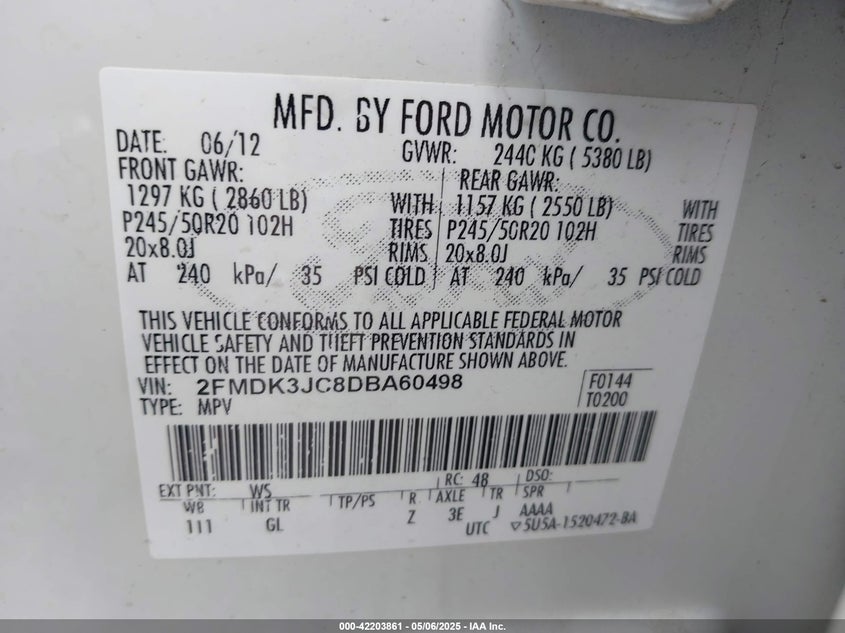 MFD. BY FORD MOTOR CO.
DATE: 06/12 GVWR: 2440 KG ( 5380 LB)
FRONT GAWR: REAR GAWR:
1297 KG ( 2860 LB) WITH 1157 KG ( 2550 LB) WITH
P245/50R20 102H TIRES P245/50R20 102H TIRES
20x8.0J RIMS 20x8.0J RIMS
AT 240 kPa/ 35 PSI COLD AT 240 kPa/ 35 PSI COLD
THIS VEHICLE CONFORMS TO ALL APPLICABLE FEDERAL MOTOR
VEHICLE SAFETY AND THEFT PREVENTION STANDARDS IN
EFFECT ON THE DATE OF MANUFACTURE SHOWN ABOVE.
VIN: 2FMDK3JC8DBA60498 F0144
TYPE: MPV T0200
EXT PNT: WS RC: 48 DSO:
WB INT TR TP/PS R AXLE TR SPR
111 GL Z 3E J AAAA
UTC ▽5U5A-1520472-BA
000-42203861 - 05/06/2025 - IAA Inc.